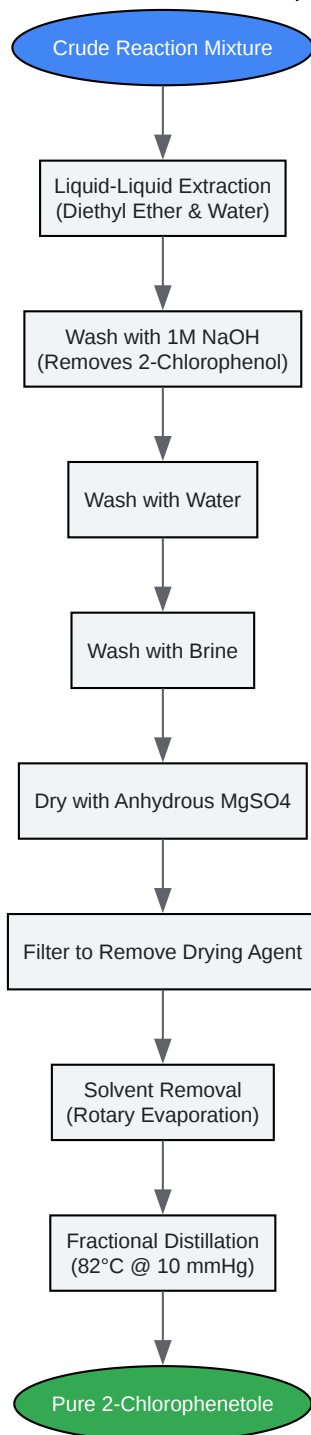 Crude Reaction Mixture
Liquid-Liquid Extraction
(Diethyl Ether & Water)
Wash with 1M NaOH
(Removes 2-Chlorophenol)
Wash with Water
Wash with Brine
Dry with Anhydrous MgSO4
Filter to Remove Drying Agent
Solvent Removal
(Rotary Evaporation)
Fractional Distillation
(82°C @ 10 mmHg)
Pure 2-Chlorophenetole